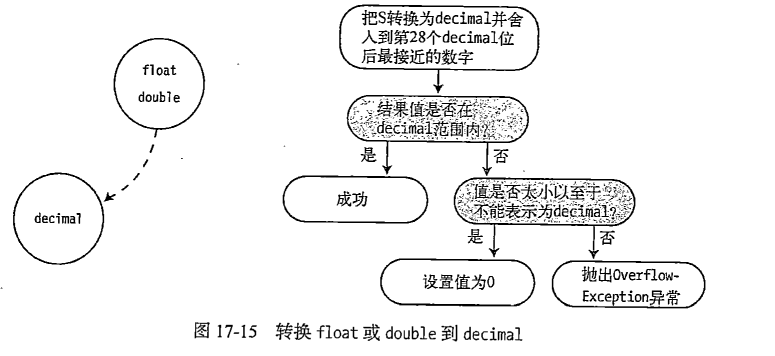 float
double
decimal
把S转换为decimal并舍
入到第28个decimal位
后最接近的数字
结果值是否在
decimal范围内?
是
否
成功
值是否太小以至于
不能表示为decimal?
是
否
设置值为0
抛出Overflow-
Exception异常
图 17-15 转换 float 或 double 到 decimal